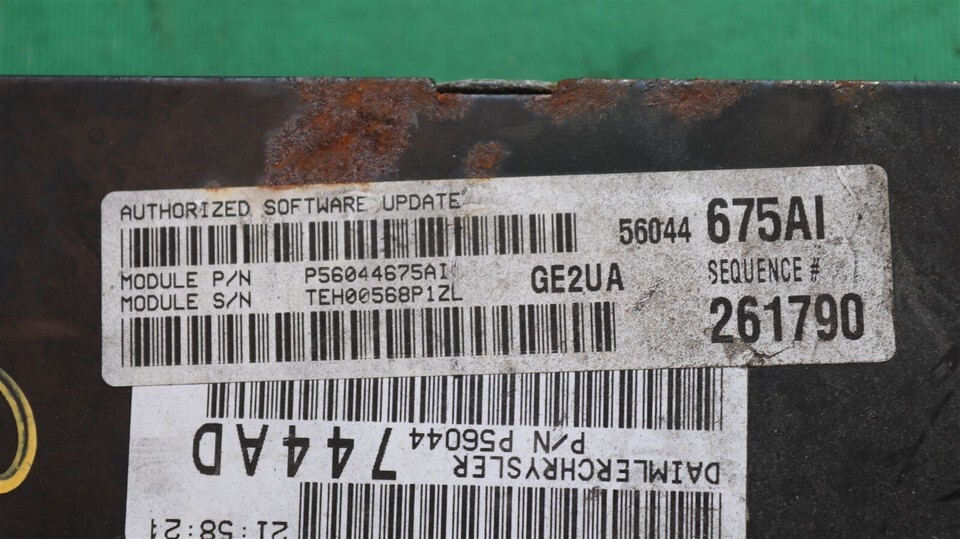 AUTHORIZED SOFTWARE UPDATE
56044 675AI
MODULE P/N P56044675AI
MODULE S/N TEH00568P1ZL
GE2UA
SEQUENCE #
261790
DAIMLERCHRYSLER
P/N P56044
744AD
21:58:21